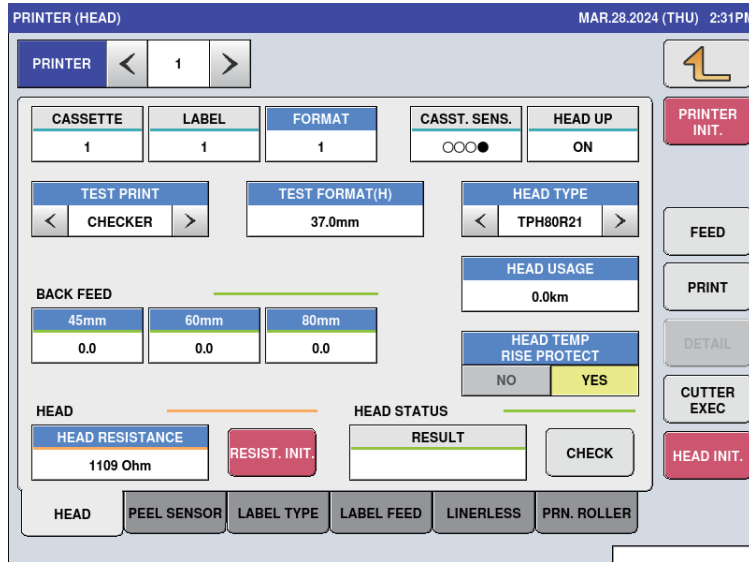 PRINTER (HEAD) MAR.28.2024 (THU) 2:31PM
PRINTER < 1 >
PRINTER
INIT.
CASSETTE LABEL FORMAT CASST. SENS. HEAD UP
1 1 1 ○○○● ON
TEST PRINT TEST FORMAT(H) HEAD TYPE
< CHECKER > 37.0mm < TPH80R21 >
FEED
HEAD USAGE
0.0km
PRINT
BACK FEED
45mm 60mm 80mm
0.0 0.0 0.0
HEAD TEMP
RISE PROTECT
NO YES
DETAIL
CUTTER
EXEC
HEAD HEAD STATUS
HEAD RESISTANCE RESULT
1109 Ohm
RESIST. INIT.
CHECK
HEAD INIT.
HEAD PEEL SENSOR LABEL TYPE LABEL FEED LINERLESS PRN. ROLLER